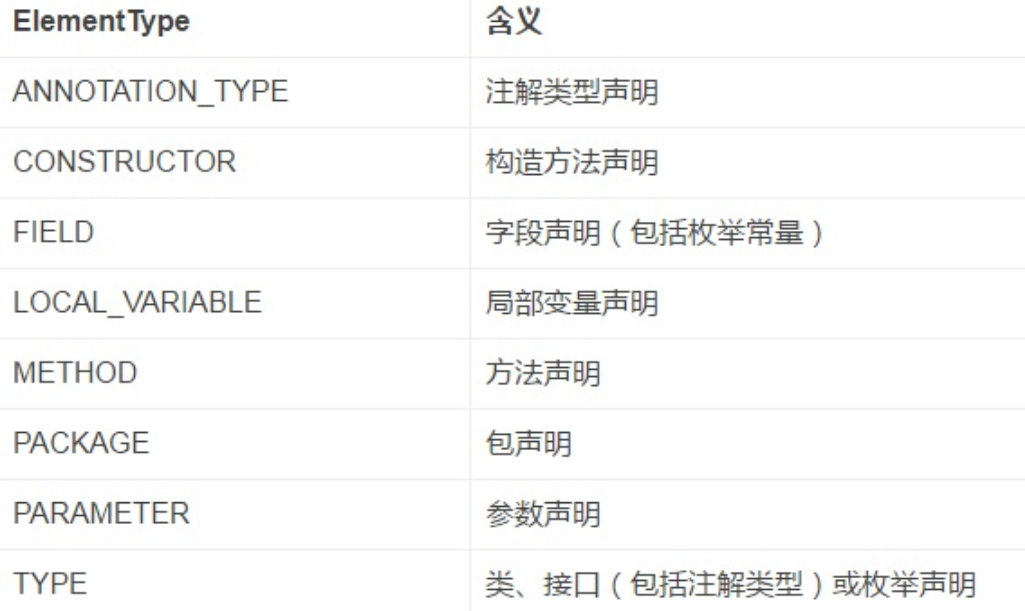 ElementType 含义
ANNOTATION_TYPE 注解类型声明
CONSTRUCTOR 构造方法声明
FIELD 字段声明（包括枚举常量）
LOCAL_VARIABLE 局部变量声明
METHOD 方法声明
PACKAGE 包声明
PARAMETER 参数声明
TYPE 类、接口（包括注解类型）或枚举声明